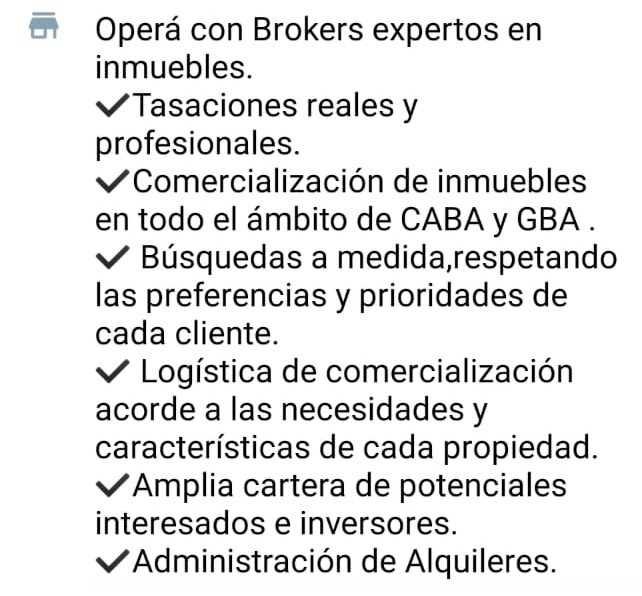 Operá con Brokers expertos en
inmuebles.
✔Tasaciones reales y
profesionales.
✔Comercialización de inmuebles
en todo el ámbito de CABA y GBA .
✔ Búsquedas a medida,respetando
las preferencias y prioridades de
cada cliente.
✔ Logística de comercialización
acorde a las necesidades y
características de cada propiedad.
✔Amplia cartera de potenciales
interesados e inversores.
✔Administración de Alquileres.